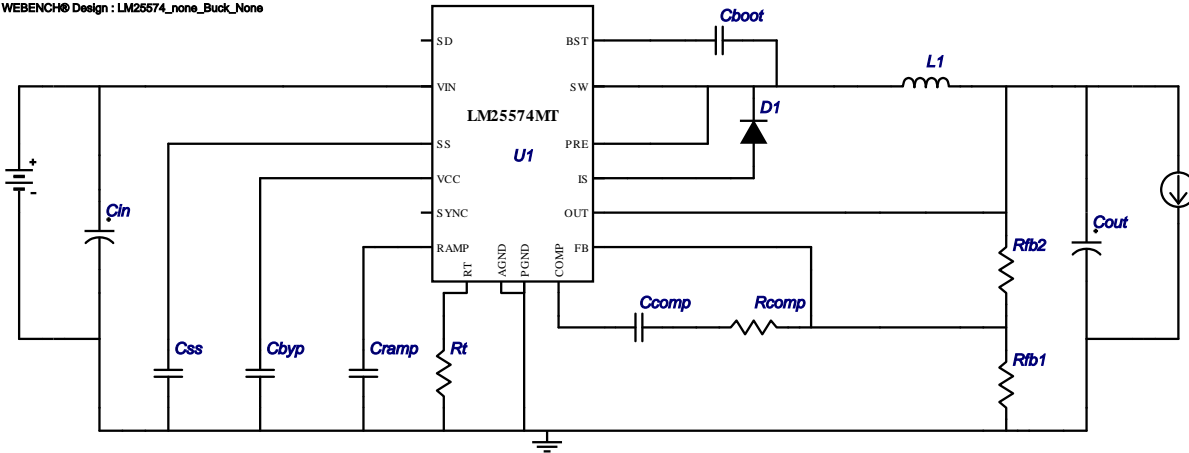 WEBENCH® Design : LM25574_none_Buck_None
Cboot
SD
BST
L1
VIN
SW
LM25574MT
D1
SS
PRE
U1
VCC
IS
+
-
Cin
SYNC
OUT
Cout
RAMP
FB
Rfb2
RT
AGND
PGND
COMP
Ccomp
Rcomp
Css
Cbyp
Cramp
Rt
Rfb1